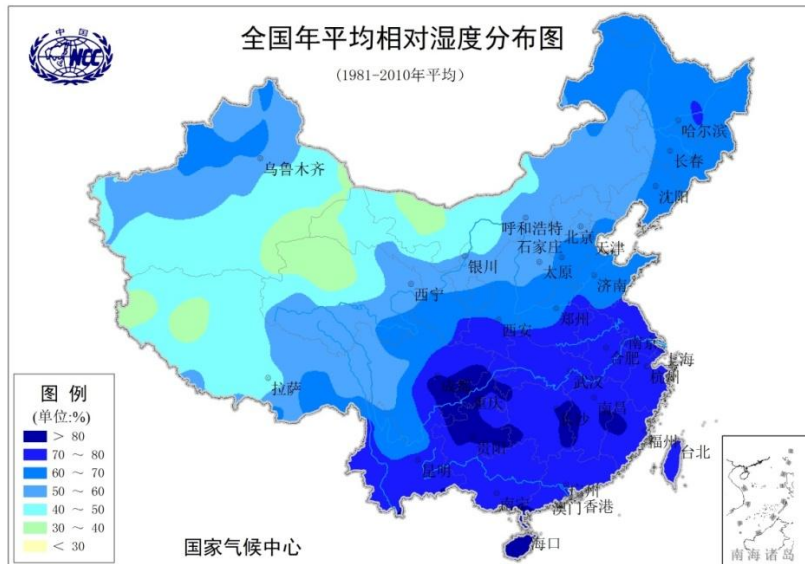 中国
NCC
全国年平均相对湿度分布图
(1981-2010年平均)
哈尔滨
长春
乌鲁木齐
沈阳
呼和浩特
北京
天津
石家庄
银川
太原
济南
西宁
郑州
西安
南京
合肥
上海
杭州
拉萨
成都
武汉
重庆
南昌
长沙
贵阳
福州
台北
昆明
广州
南宁
澳门
香港
海口
图 例
(单位:%)
> 80
70 ~ 80
60 ~ 70
50 ~ 60
40 ~ 50
30 ~ 40
< 30
国家气候中心
南海诸岛